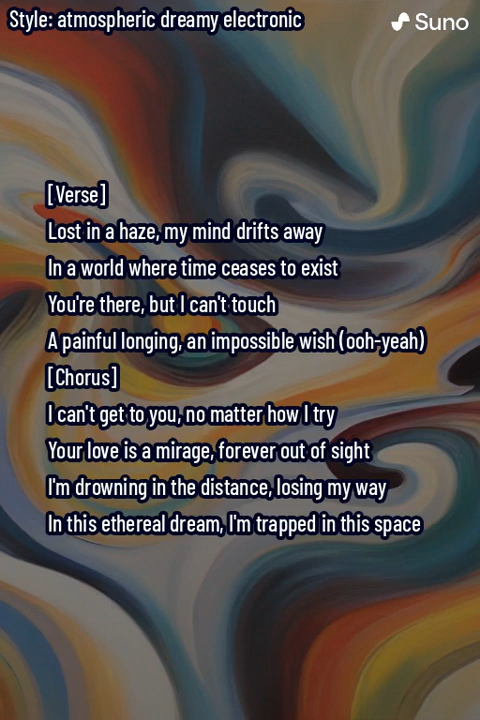 Style: atmospheric dreamy electronic
Suno
[Verse]
Lost in a haze, my mind drifts away
In a world where time ceases to exist
You're there, but I can't touch
A painful longing, an impossible wish (ooh-yeah)
[Chorus]
I can't get to you, no matter how I try
Your love is a mirage, forever out of sight
I'm drowning in the distance, losing my way
In this ethereal dream, I'm trapped in this space